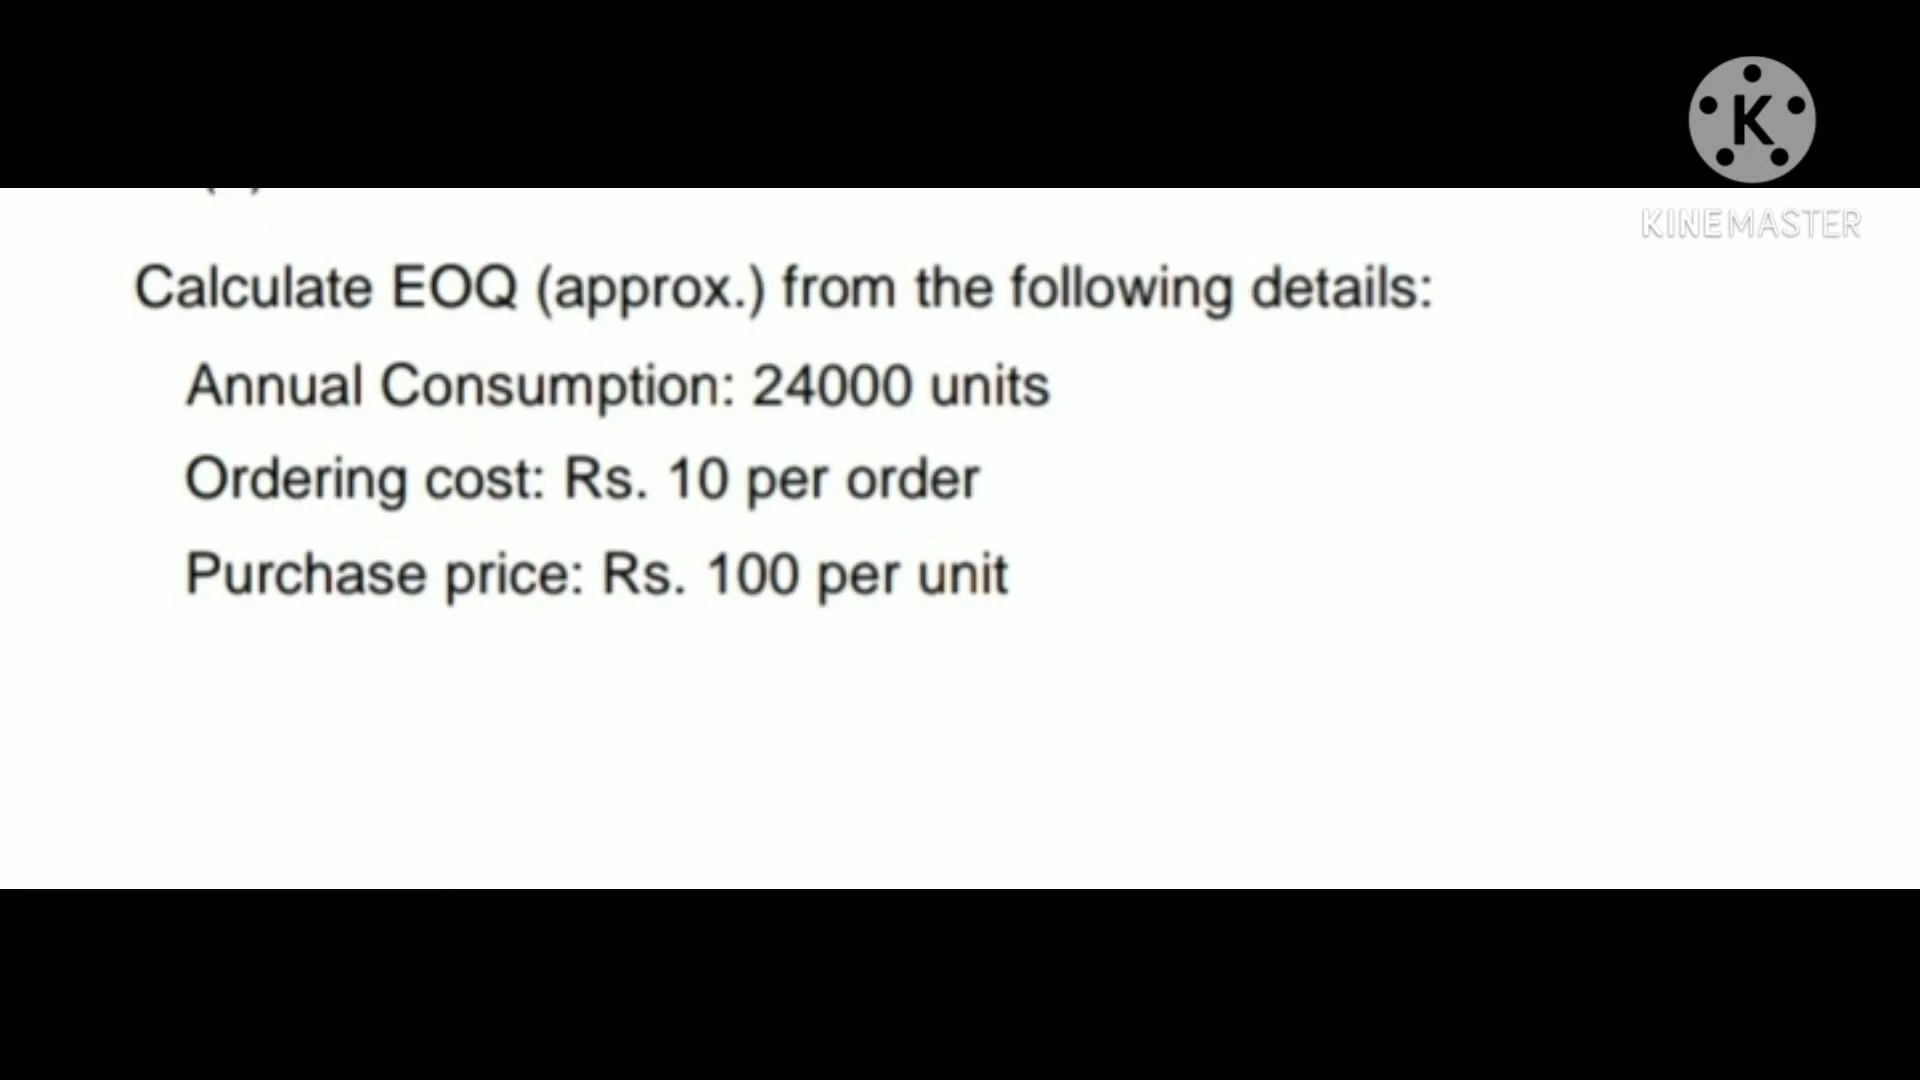 K
KINEMASTER
Calculate EOQ (approx.) from the following details:
Annual Consumption: 24000 units
Ordering cost: Rs. 10 per order
Purchase price: Rs. 100 per unit